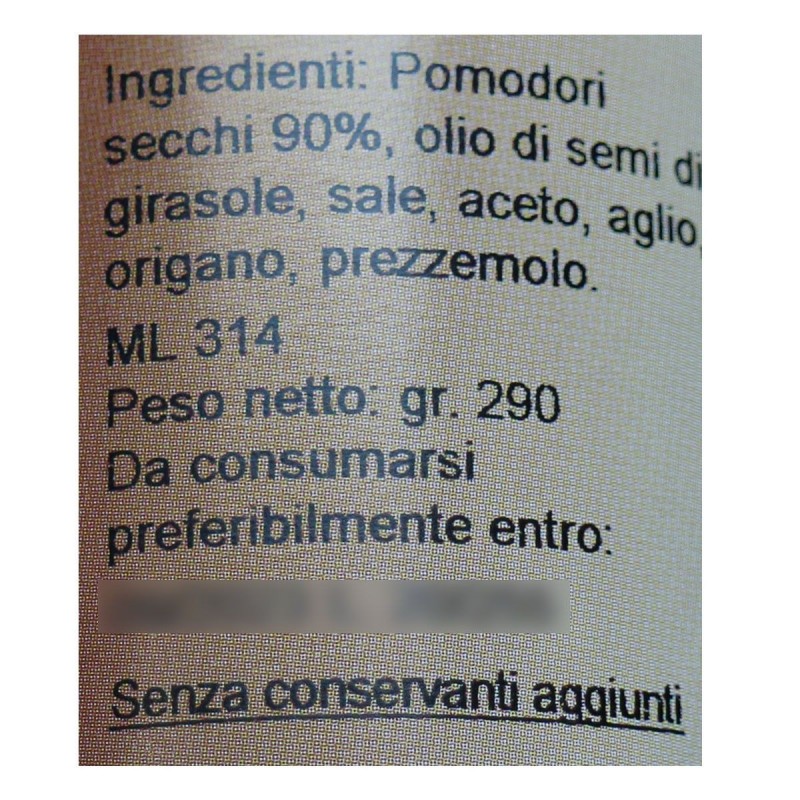 Ingredienti: Pomodori
secchi 90%, olio di semi di
girasole, sale, aceto, aglio,
origano, prezzemolo.
ML 314
Peso netto: gr. 290
Da consumarsi
preferibilmente entro:
Senza conservanti aggiunti